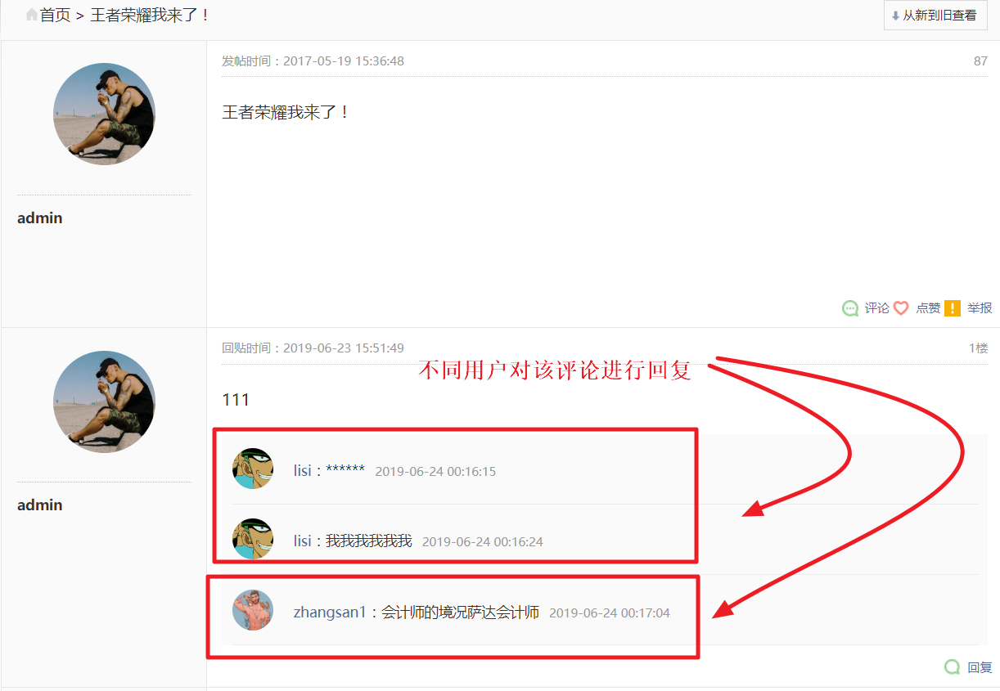 首页 > 王者荣耀我来了！
从新到旧查看
发帖时间：2017-05-19 15:36:48
87
王者荣耀我来了！
admin
评论 点赞 举报
回贴时间：2019-06-23 15:51:49
1楼
不同用户对该评论进行回复
111
lisi：****** 2019-06-24 00:16:15
admin
lisi：我我我我我我 2019-06-24 00:16:24
zhangsan1：会计师的境况萨达会计师 2019-06-24 00:17:04
回复